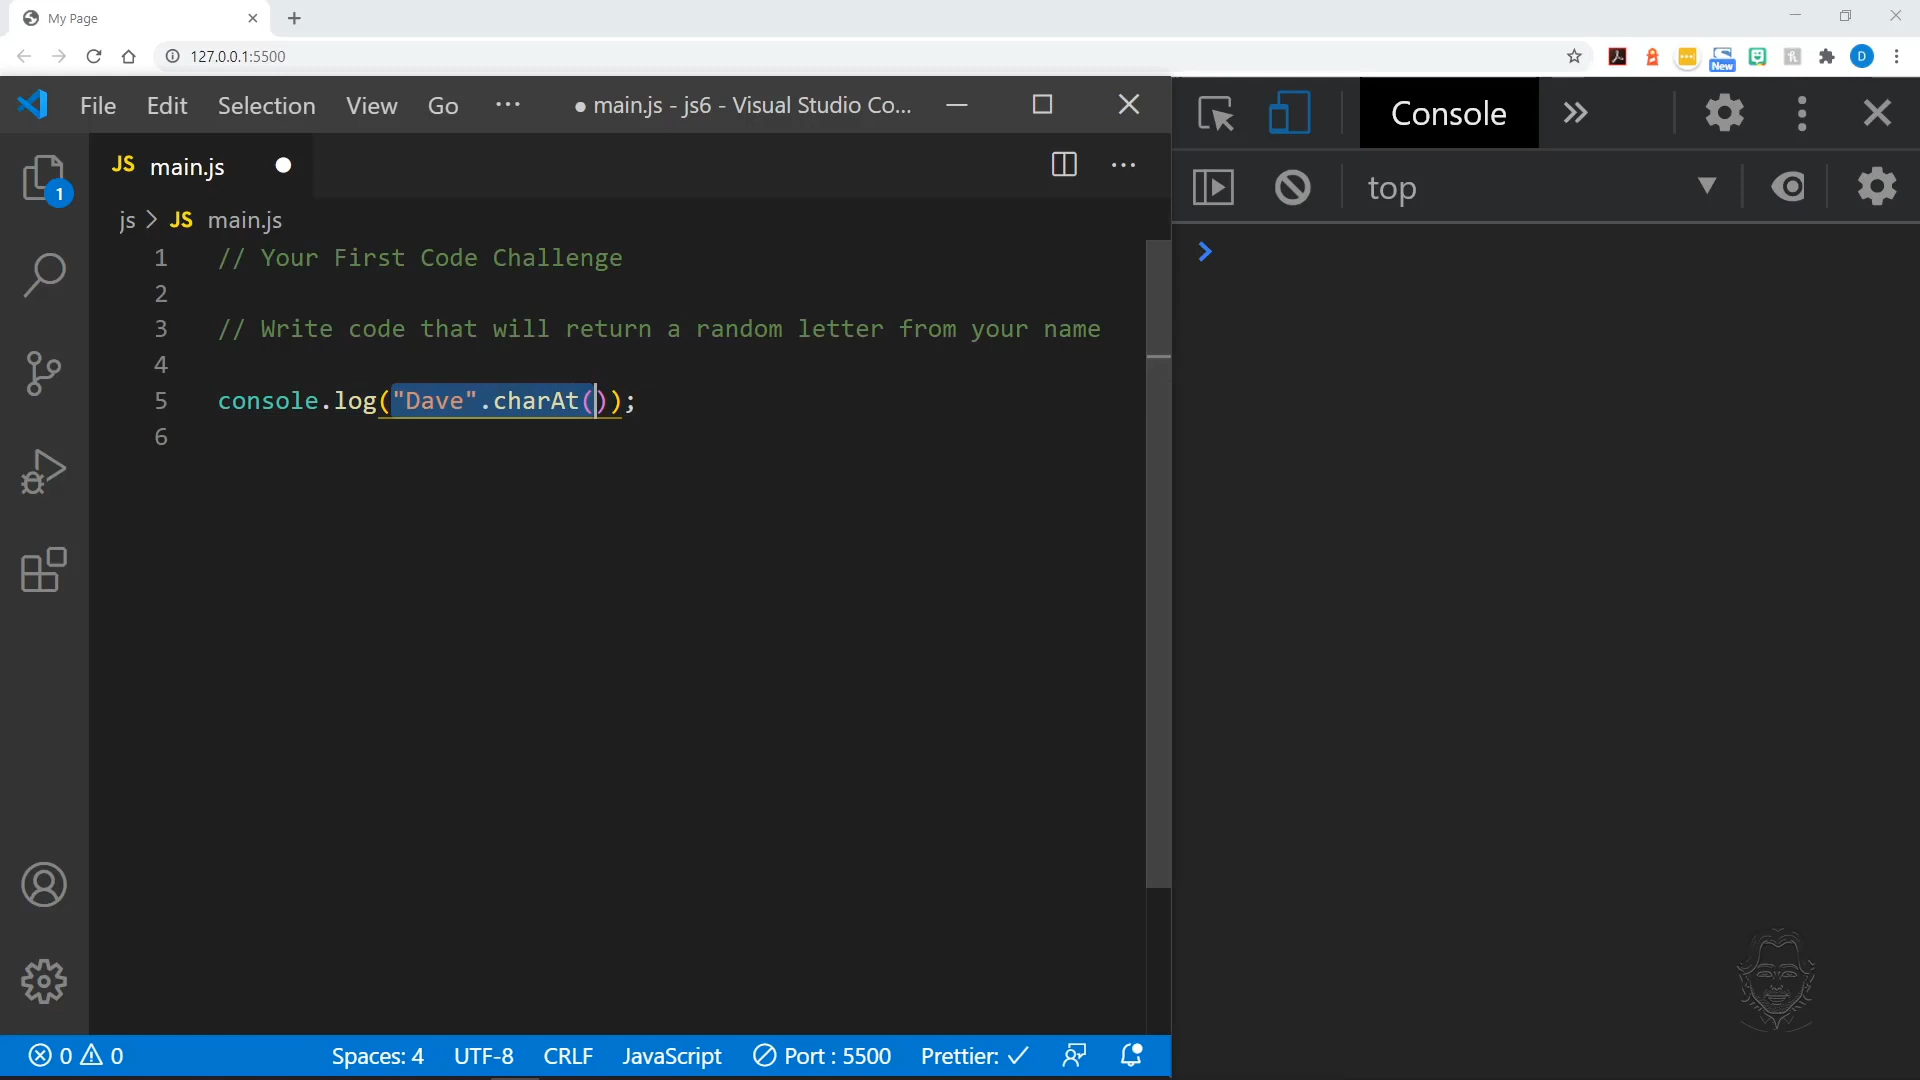 My Page
127.0.0.1:5500
New
D
File Edit Selection View Go ··· ● main.js - js6 - Visual Studio Co...
Console
JS main.js
top
1
js > JS main.js
1 // Your First Code Challenge
2
3 // Write code that will return a random letter from your name
4
5 console.log("Dave".charAt());
6
0 0 Spaces: 4 UTF-8 CRLF JavaScript Port : 5500 Prettier: ✓